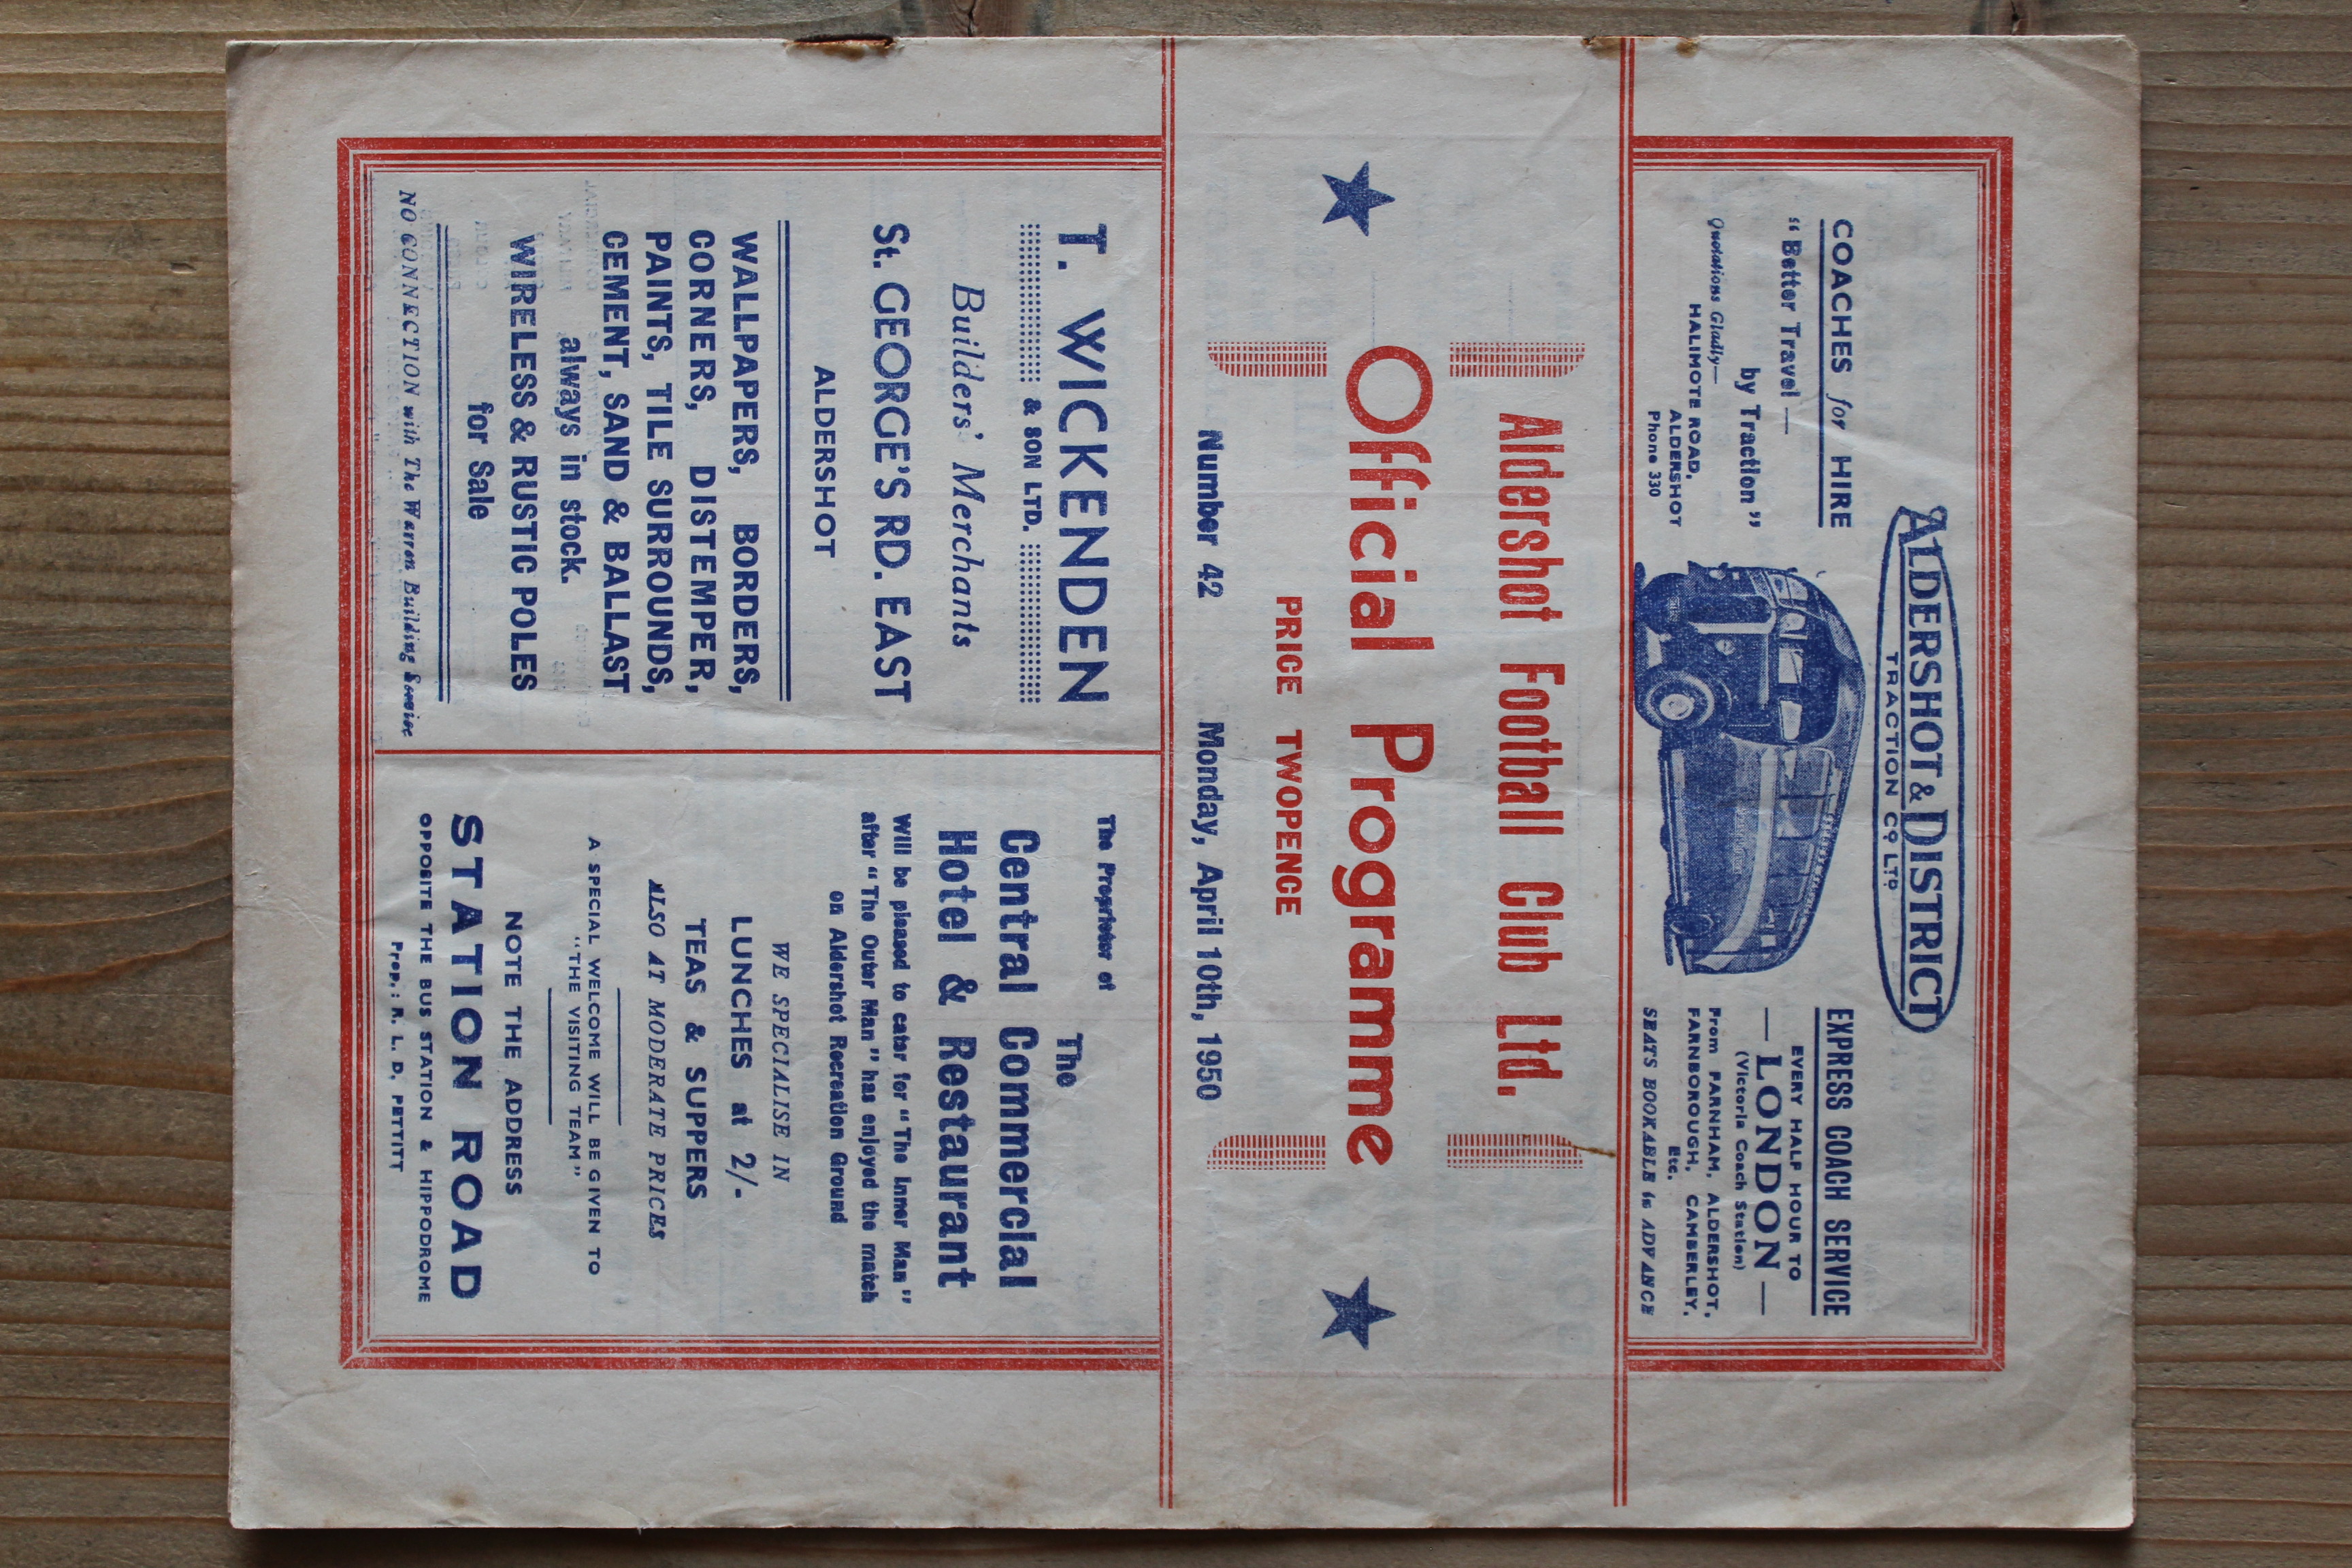 ALDERSHOT & DISTRICT
TRACTION CO LTD
COACHES for HIRE
"Better Travel —
by Traction"
Quotations Gladly—
HALIMOTE ROAD,
ALDERSHOT
Phone 330
EXPRESS COACH SERVICE
EVERY HALF HOUR TO
— LONDON —
(Victoria Coach Station)
From FARNHAM, ALDERSHOT,
FARNBOROUGH, CAMBERLEY,
Etc.
SEATS BOOKABLE in ADVANCE
Aldershot Football Club Ltd.
Official Programme
PRICE TWOPENCE
Number 42 Monday, April 10th, 1950
T. WICKENDEN
& SON LTD.
Builders' Merchants
St. GEORGE'S RD. EAST
ALDERSHOT
WALLPAPERS, BORDERS,
CORNERS, DISTEMPER,
PAINTS, TILE SURROUNDS,
CEMENT, SAND & BALLAST
always in stock.
WIRELESS & RUSTIC POLES
for Sale
NO CONNECTION with The Warren Building Service
The Proprietor of
The
Central Commercial
Hotel & Restaurant
Will be pleased to cater for "The Inner Man"
after "The Outer Man" has enjoyed the match
on Aldershot Recreation Ground
WE SPECIALISE IN
LUNCHES at 2/-
TEAS & SUPPERS
ALSO AT MODERATE PRICES
A SPECIAL WELCOME WILL BE GIVEN TO
"THE VISITING TEAM"
NOTE THE ADDRESS
STATION ROAD
OPPOSITE THE BUS STATION & HIPPODROME
Prop.: R. L. D. PETTITT